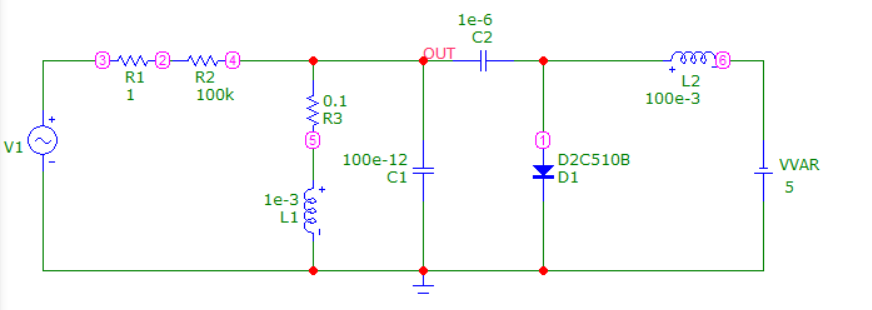 1e-6
C2
OUT
3
2
4
R1
1
R2
100k
6
L2
100e-3
0.1
R3
5
1
V1
100e-12
C1
D2C510B
D1
VVAR
5
1e-3
L1